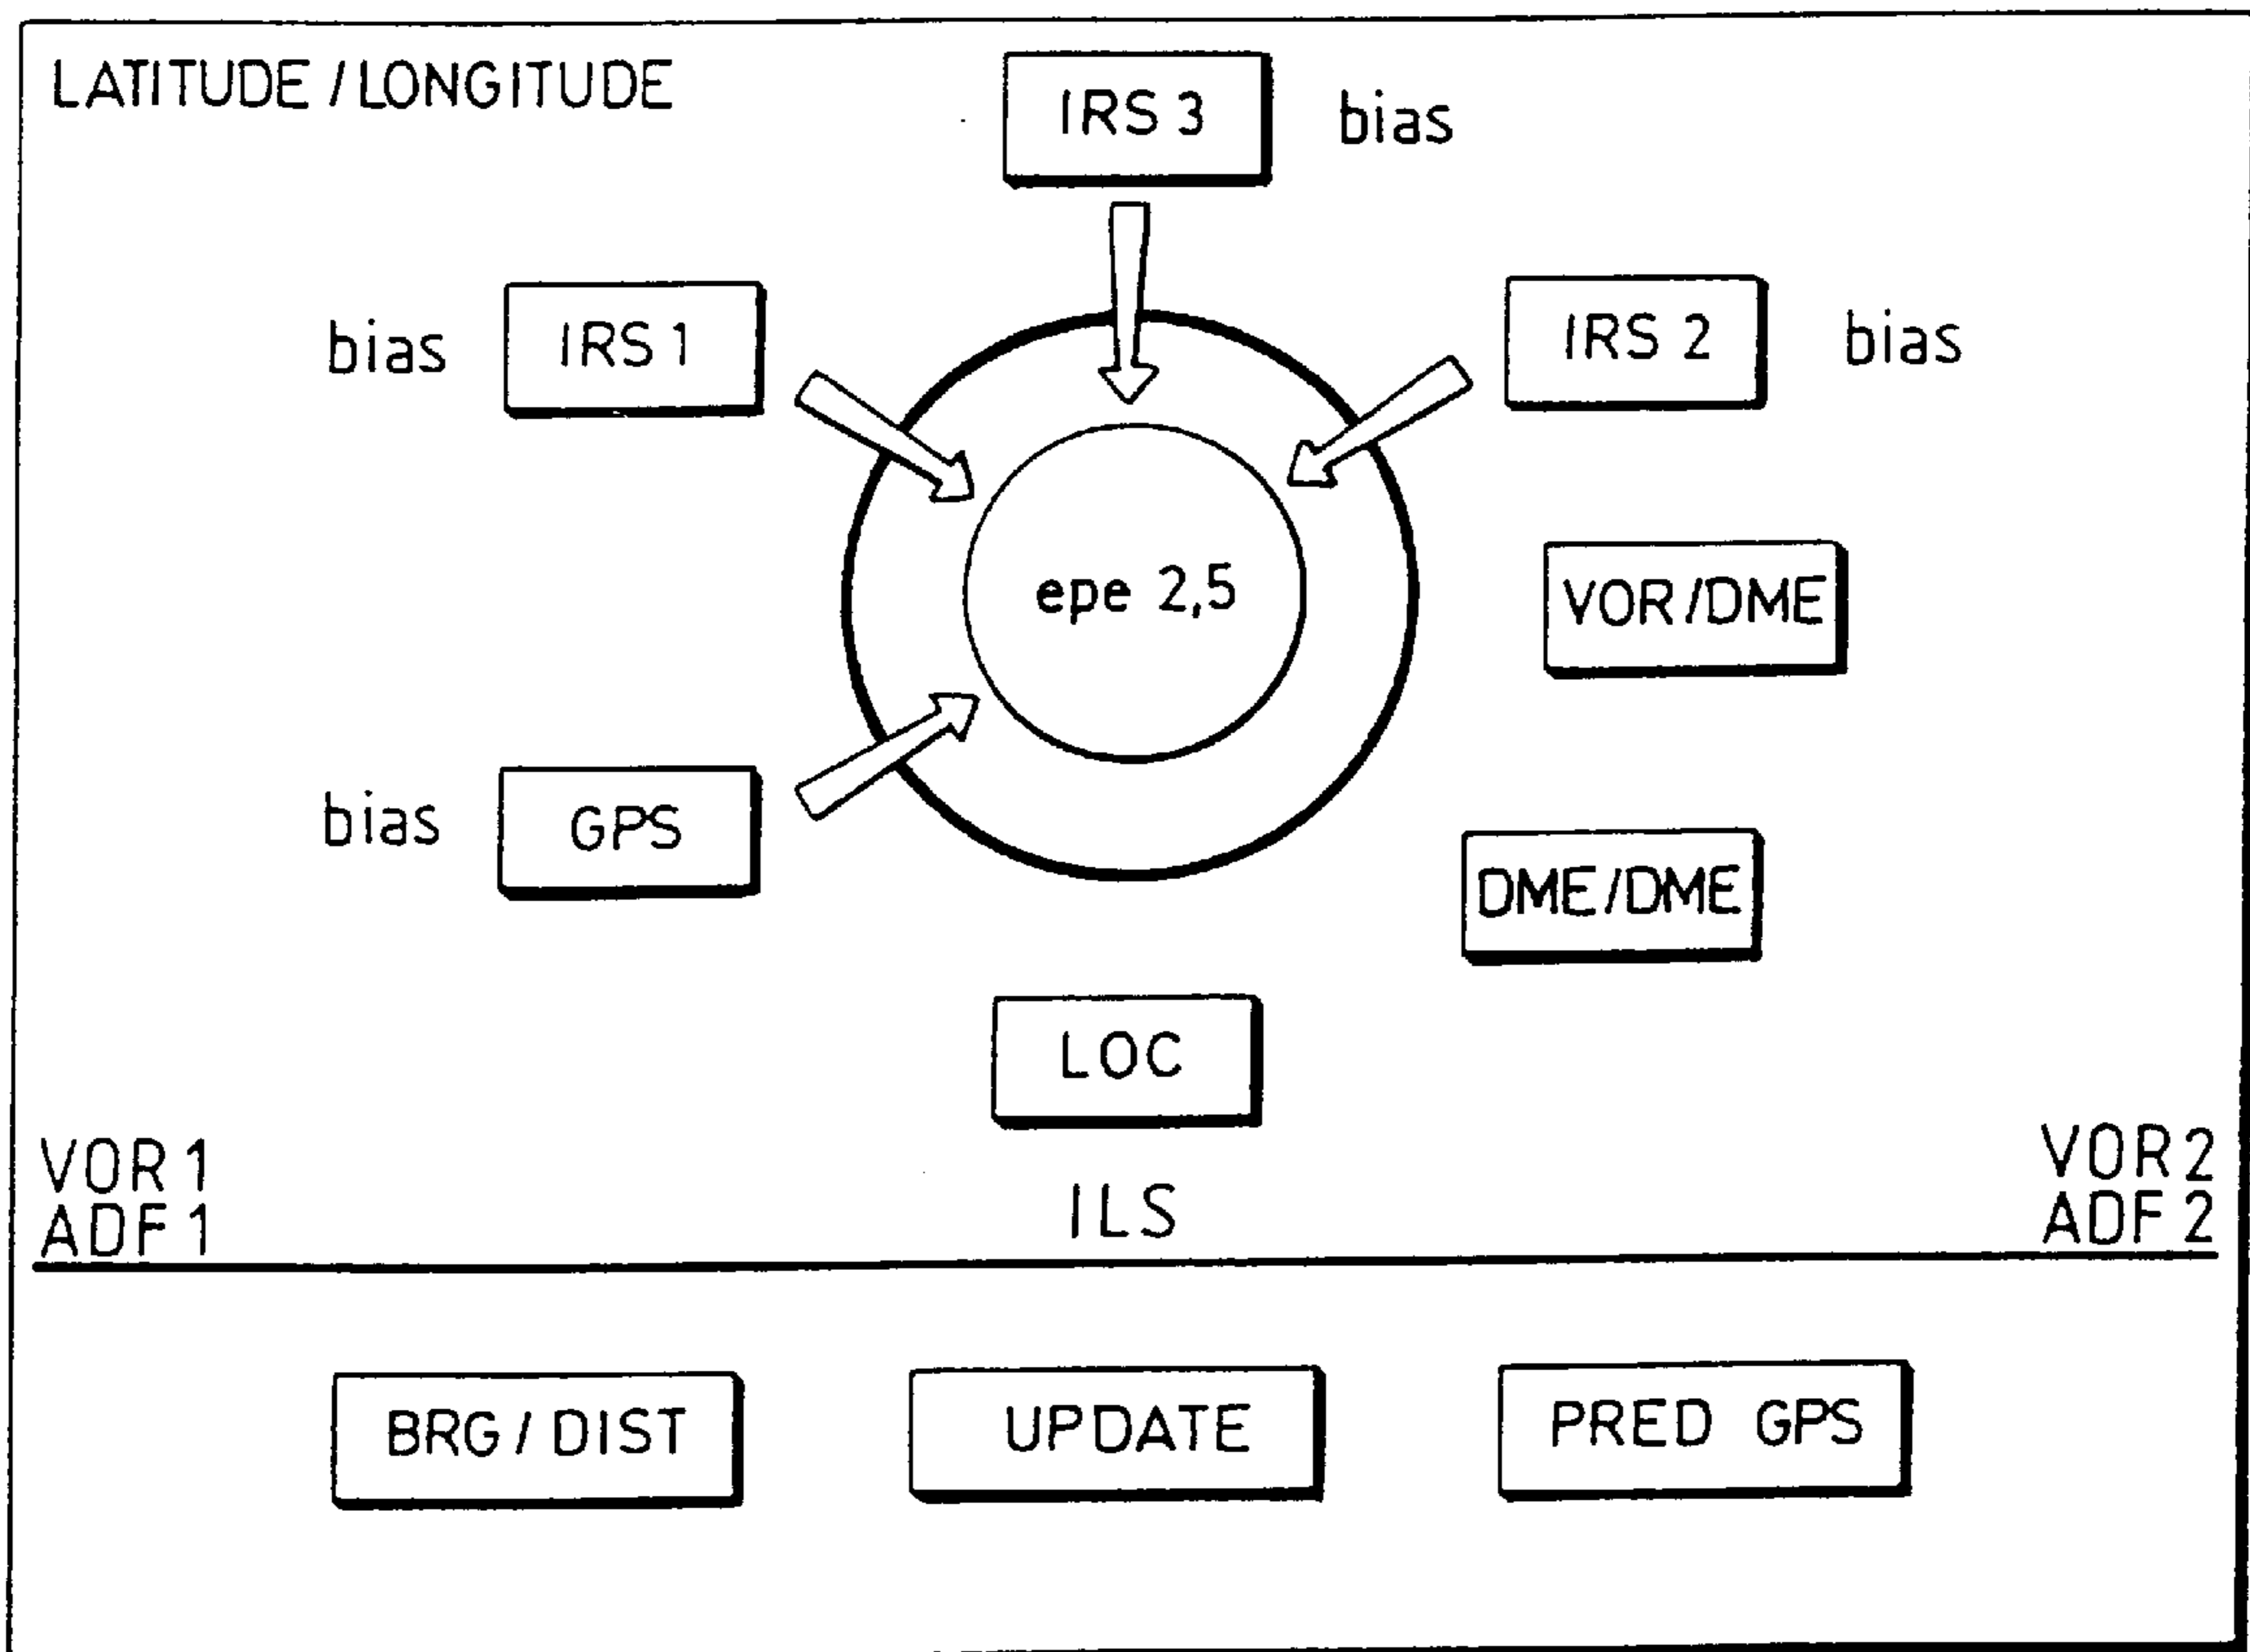 LATITUDE / LONGITUDE
IRS 3 bias
bias IRS 1
IRS 2 bias
epe 2,5
VOR/DME
bias GPS
DME/DME
LOC
VOR 1
ADF 1
ILS
VOR 2
ADF 2
BRG / DIST
UPDATE
PRED GPS